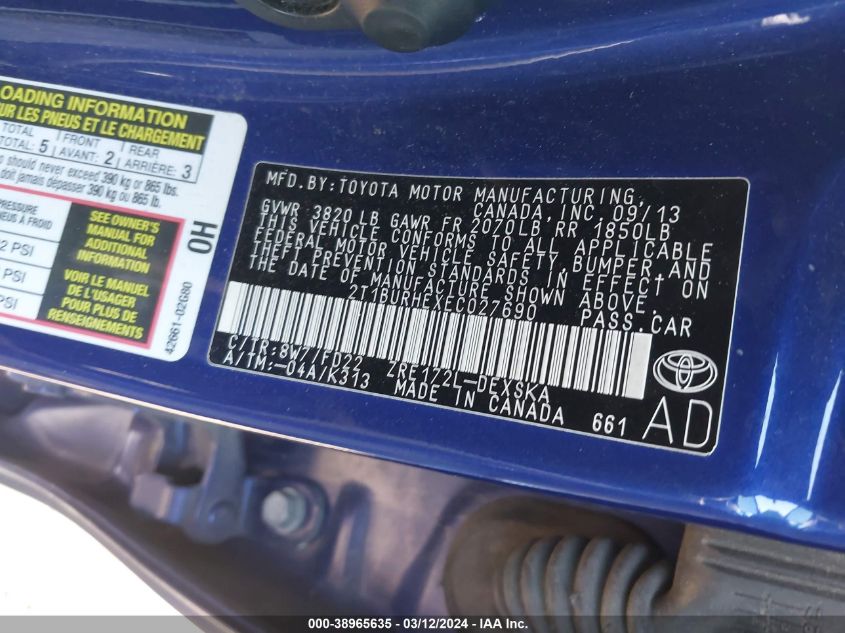 OADING INFORMATION
UR LES PNEUS ET LE CHARGEMENT
TOTAL FRONT REAR
TOTAL: 5 AVANT: 2 ARRIÈRE: 3
should never exceed 390 kg or 865 lbs.
doit jamais dépasser 390 kg ou 865 lb.
PRESSURE
PNEUS À FROID
PSI
PSI
PSI
SEE OWNER'S
MANUAL FOR
ADDITIONAL
INFORMATION
VOIR LE MANUEL
DE L'USAGER
POUR PLUS DE
RENSEIGNEMENTS
HO
42661-02G80
MFD.BY:TOYOTA MOTOR MANUFACTURING,
CANADA, INC. 09/13
GVWR 3820 LB GAWR FR 2070LB RR 1850LB
THIS VEHICLE CONFORMS TO ALL APPLICABLE
FEDERAL MOTOR VEHICLE SAFETY, BUMPER, AND
THEFT PREVENTION STANDARDS IN EFFECT ON
THE DATE OF MANUFACTURE SHOWN ABOVE.
2T1BURHEXEC027690 PASS.CAR
C/TR:8W7/FD22 ZRE172L-DEXSKA
A/TM:-04A/K313 MADE IN CANADA
661
AD
000-38965635 - 03/12/2024 - IAA Inc.